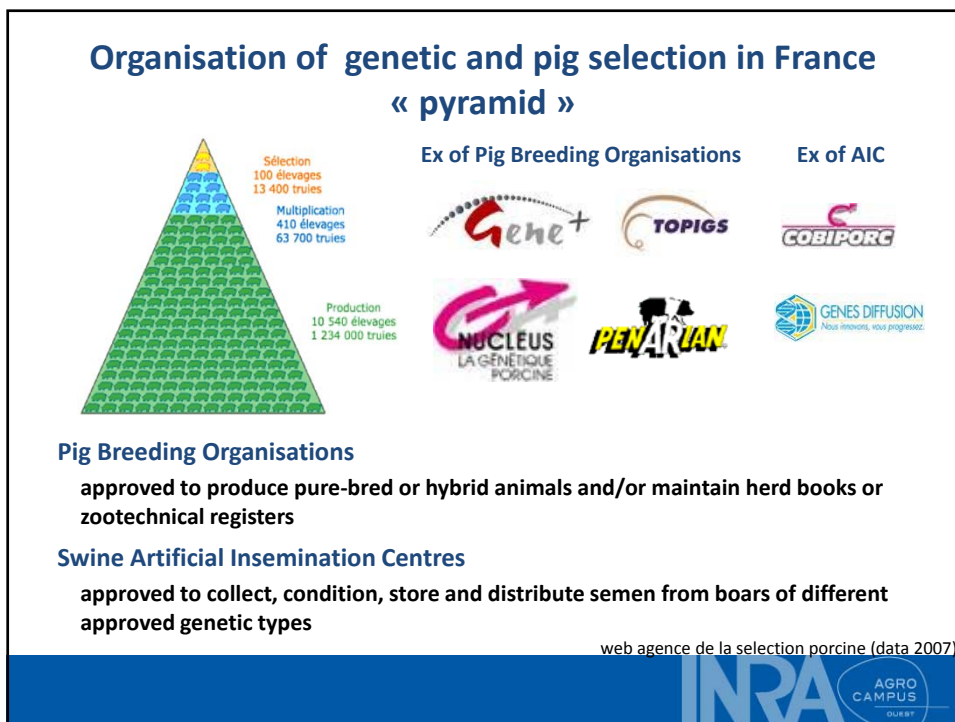 Organisation of  genetic and pig selection in France
« pyramid »
Ex of Pig Breeding Organisations
Ex of AIC
Sélection
100 élevages
13 400 truies
Multiplication
410 élevages
63 700 truies
Production
10 540 élevages
1 234 000 truies
Gene+
TOPIGS
COBIPORC
NUCLEUS
LA GÉNÉTIQUE
PORCINE
PENARLAN
GENES DIFFUSION
Nous innovons, vous progressez.
Pig Breeding Organisations
approved to produce pure-bred or hybrid animals and/or maintain herd books or
zootechnical registers
Swine Artificial Insemination Centres
approved to collect, condition, store and distribute semen from boars of different
approved genetic types
web agence de la selection porcine (data 2007)
INRA
AGRO
CAMPUS
OUEST